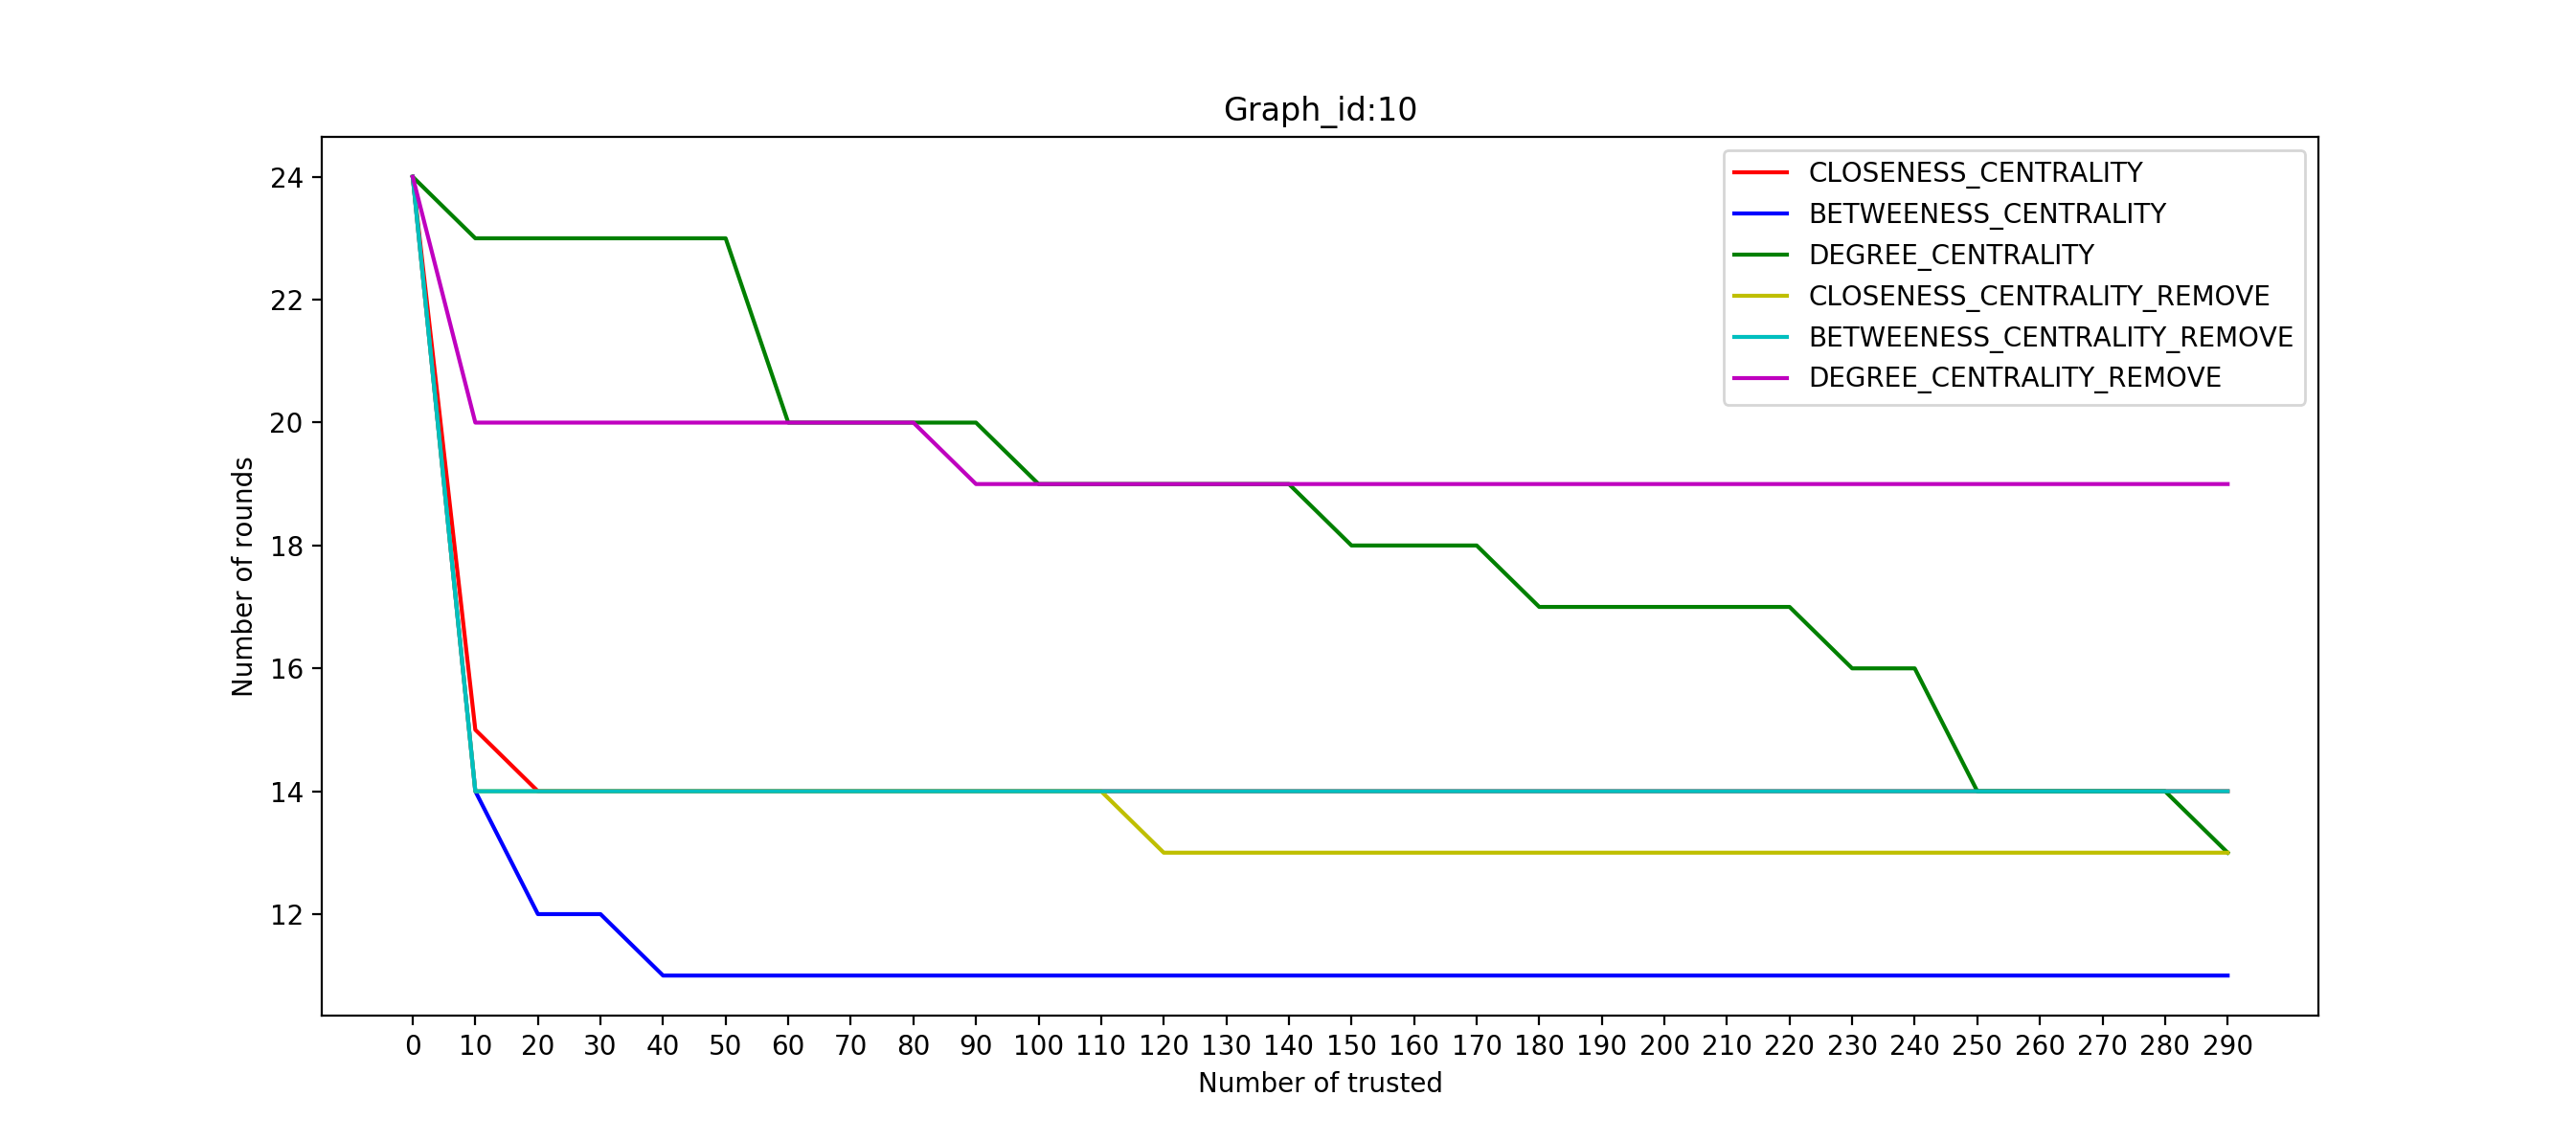 Graph_id:10
CLOSENESS_CENTRALITY
BETWEENESS_CENTRALITY
DEGREE_CENTRALITY
CLOSENESS_CENTRALITY_REMOVE
BETWEENESS_CENTRALITY_REMOVE
DEGREE_CENTRALITY_REMOVE
24
22
20
18
16
14
12
Number of rounds
0 10 20 30 40 50 60 70 80 90 100 110 120 130 140 150 160 170 180 190 200 210 220 230 240 250 260 270 280 290
Number of trusted